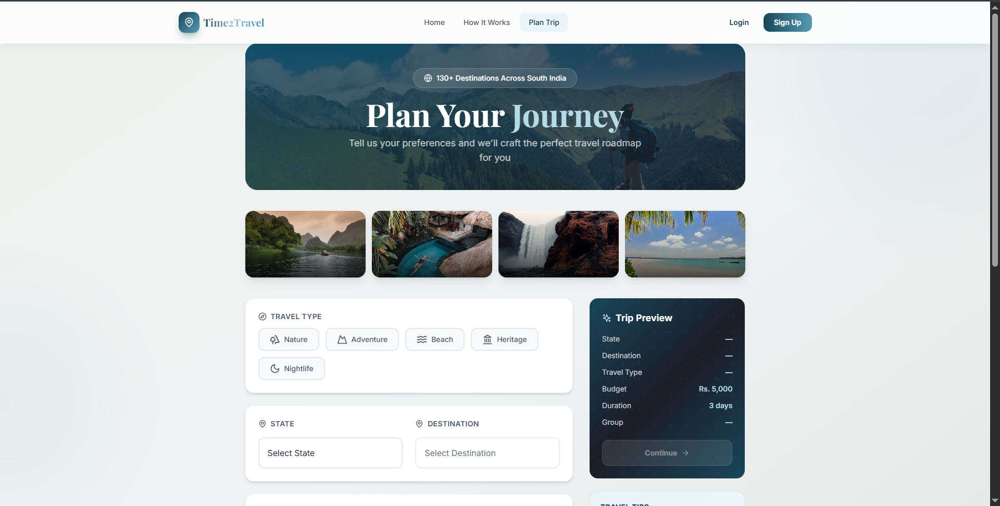 Time2Travel
Home
How It Works
Plan Trip
Login
Sign Up
130+ Destinations Across South India
Plan Your Journey
Tell us your preferences and we'll craft the perfect travel roadmap
for you
TRAVEL TYPE
Nature
Adventure
Beach
Heritage
Nightlife
STATE
Select State
DESTINATION
Select Destination
Trip Preview
State —
Destination —
Travel Type —
Budget Rs. 5,000
Duration 3 days
Group —
Continue →
TRAVEL TIPS